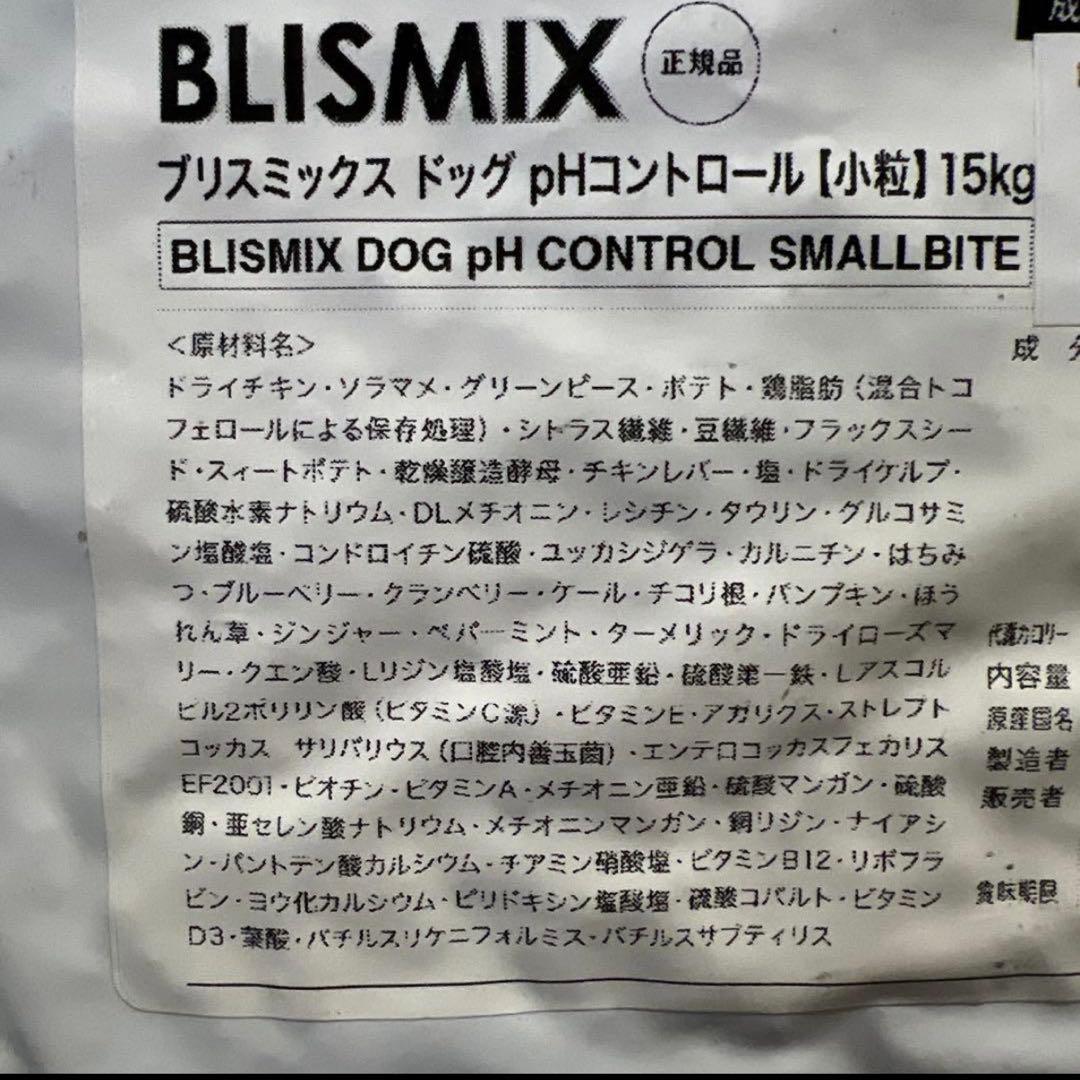 BLISMIX 正規品
ブリスミックス ドッグ pHコントロール【小粒】15kg
BLISMIX DOG pH CONTROL SMALLBITE
<原材料名>
ドライチキン・ソラマメ・グリーンピース・ポテト・鶏脂肪(混合トコ
フェロールによる保存処理)・シトラス繊維・豆繊維・フラックスシー
ド・スィートポテト・乾燥醸造酵母・チキンレバー・塩・ドライケルプ・
硫酸水素ナトリウム・DLメチオニン・レシチン・タウリン・グルコサミ
ン塩酸塩・コンドロイチン硫酸・ユッカシジゲラ・カルニチン・はちみ
つ・ブルーベリー・クランベリー・ケール・チコリ根・パンプキン・ほう
れん草・ジンジャー・ペパーミント・ターメリック・ドライローズマ
リー・クエン酸・Lリジン塩酸塩・硫酸亜鉛・硫酸第一鉄・Lアスコル
ビル2ポリリン酸(ビタミンC源)・ビタミンE・アガリクス・ストレプト
コッカス サリバリウス(口腔内善玉菌)・エンテロコッカスフェカリス
EF2001・ビオチン・ビタミンA・メチオニン亜鉛・硫酸マンガン・硫酸
銅・亜セレン酸ナトリウム・メチオニンマンガン・銅リジン・ナイアシ
ン・パントテン酸カルシウム・チアミン硝酸塩・ビタミンB12・リボフラ
ビン・ヨウ化カルシウム・ピリドキシン塩酸塩・硫酸コバルト・ビタミン
D3・葉酸・バチルスリケニフォルミス・バチルスサブティリス
成
成 分
代謝カロリー
内容量
原産国名
製造者
販売者
賞味期限